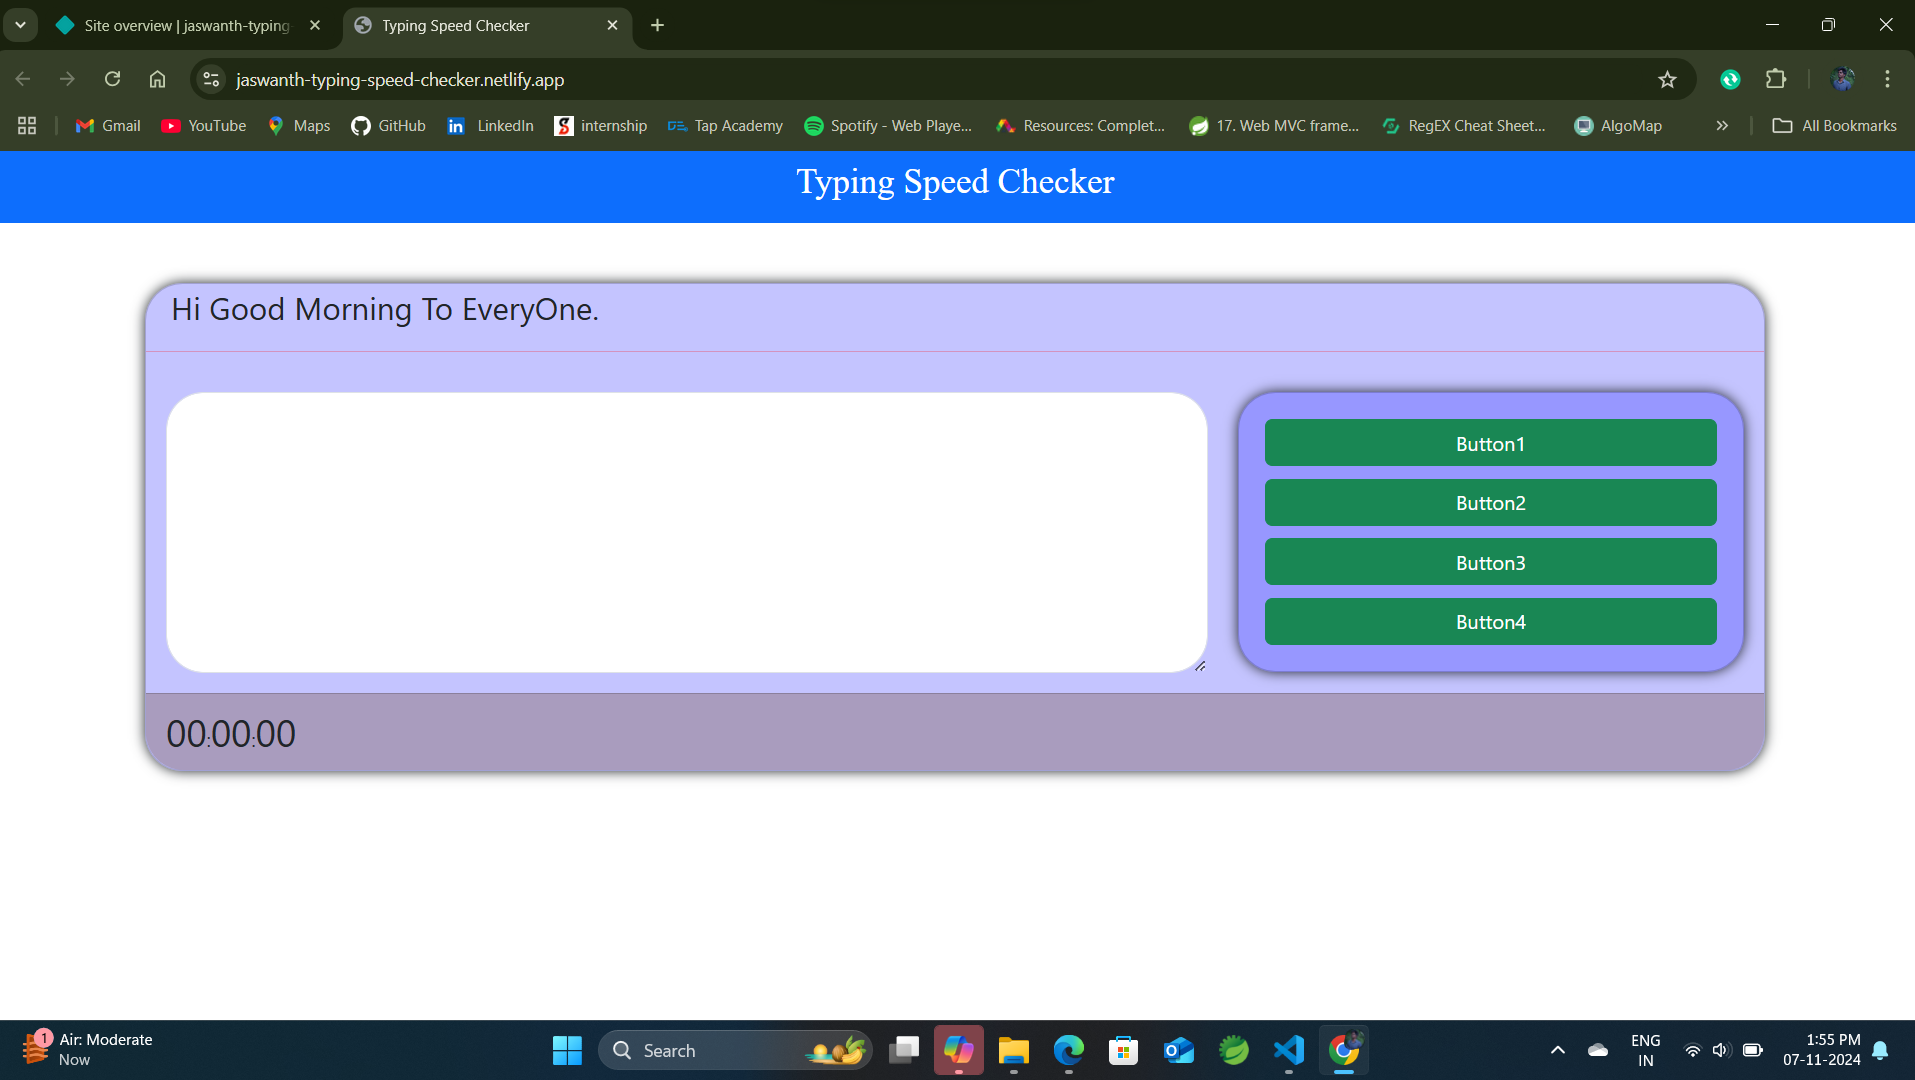 Site overview | jaswanth-typing-
Typing Speed Checker
jaswanth-typing-speed-checker.netlify.app
Gmail
YouTube
Maps
GitHub
LinkedIn
internship
Tap Academy
Spotify - Web Playe...
Resources: Complet...
17. Web MVC frame...
RegEX Cheat Sheet...
AlgoMap
All Bookmarks
Typing Speed Checker
Hi Good Morning To EveryOne.
Button1
Button2
Button3
Button4
00:00:00
1
Air: Moderate
Now
Search
ENG
IN
1:55 PM
07-11-2024